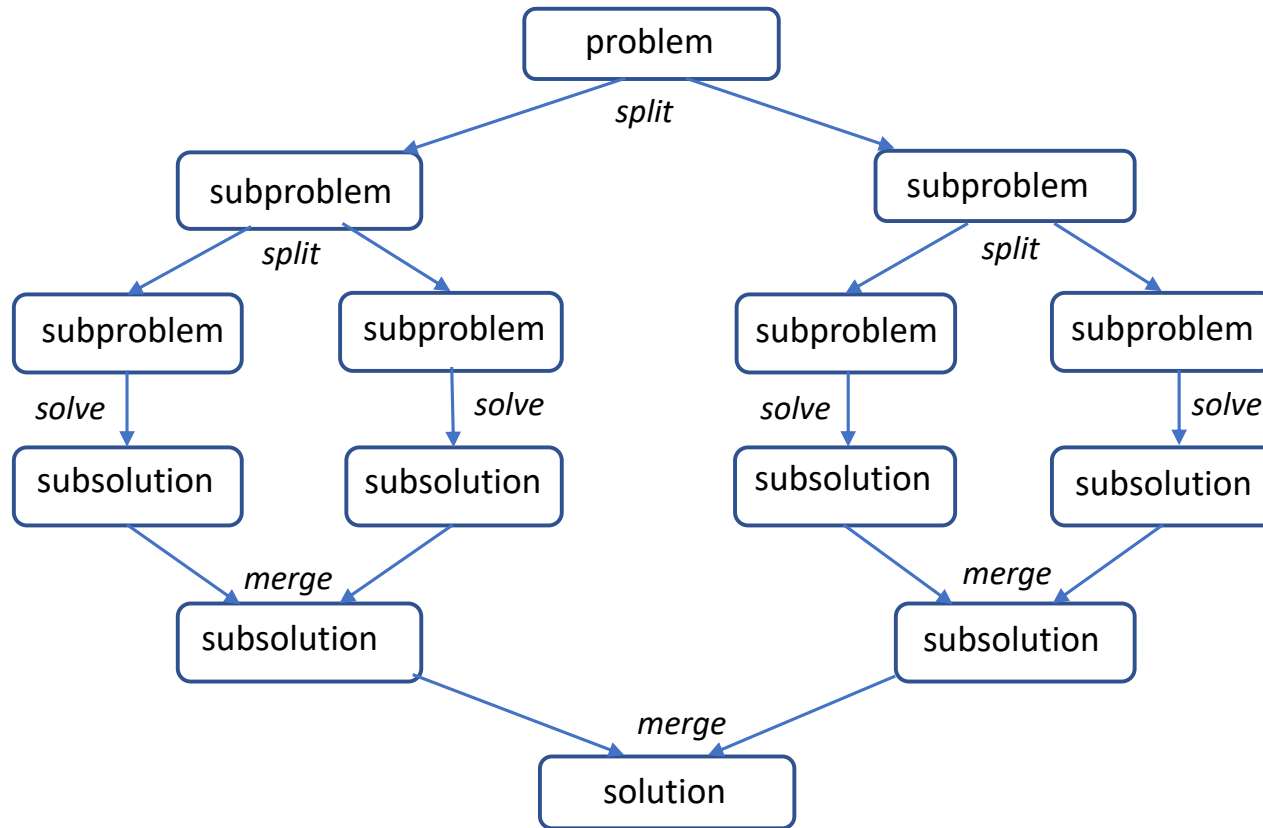 problem
split
subproblem
subproblem
split
split
subproblem
subproblem
subproblem
subproblem
solve
solve
solve
solve
subsolution
subsolution
subsolution
subsolution
merge
merge
subsolution
subsolution
merge
solution